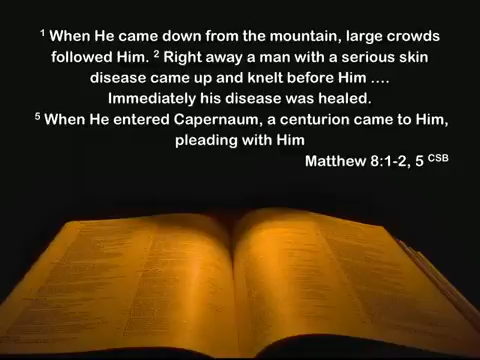 ¹ When He came down from the mountain, large crowds
followed Him. ² Right away a man with a serious skin
disease came up and knelt before Him ….
Immediately his disease was healed.
⁵ When He entered Capernaum, a centurion came to Him,
pleading with Him
Matthew 8:1-2, 5 CSB